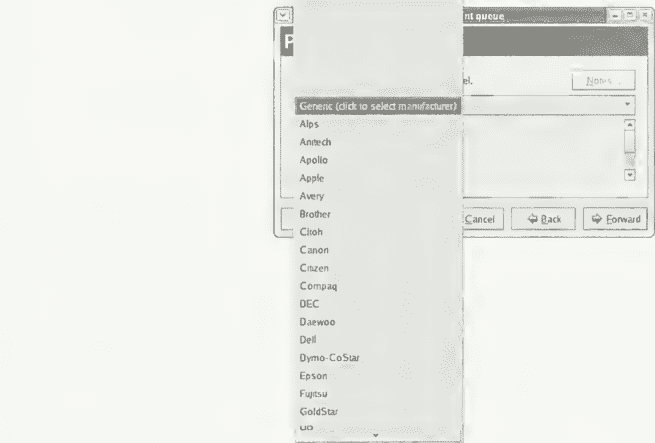 nt queue
P
el.
Notes...
Generic (click to select manufacturer)
Alps
Anitech
Apollo
Apple
Avery
Brother
Citoh
Canon
Citizen
Compaq
DEC
Daewoo
Dell
Dymo-CoStar
Epson
Fujitsu
GoldStar
HP
Cancel
Back
Forward